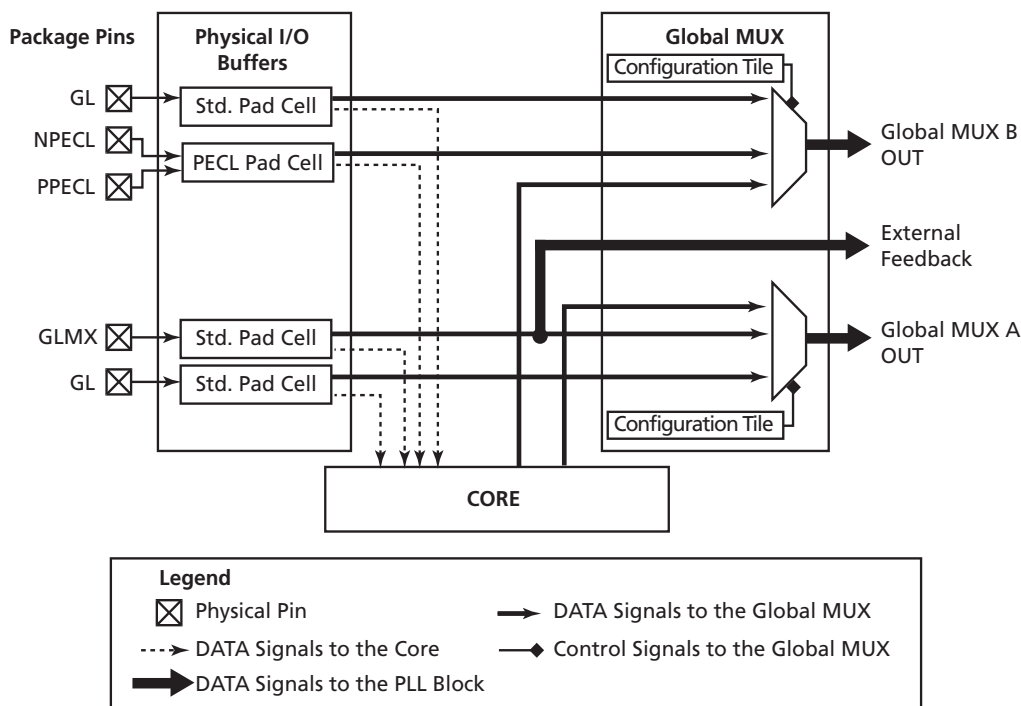 Package Pins
Physical I/O
Buffers
Global MUX
Configuration Tile
GL
Std. Pad Cell
NPECL
PECL Pad Cell
PPECL
Global MUX B
OUT
External
Feedback
GLMX
Std. Pad Cell
Global MUX A
OUT
GL
Std. Pad Cell
Configuration Tile
CORE
Legend
Physical Pin
DATA Signals to the Global MUX
DATA Signals to the Core
Control Signals to the Global MUX
DATA Signals to the PLL Block